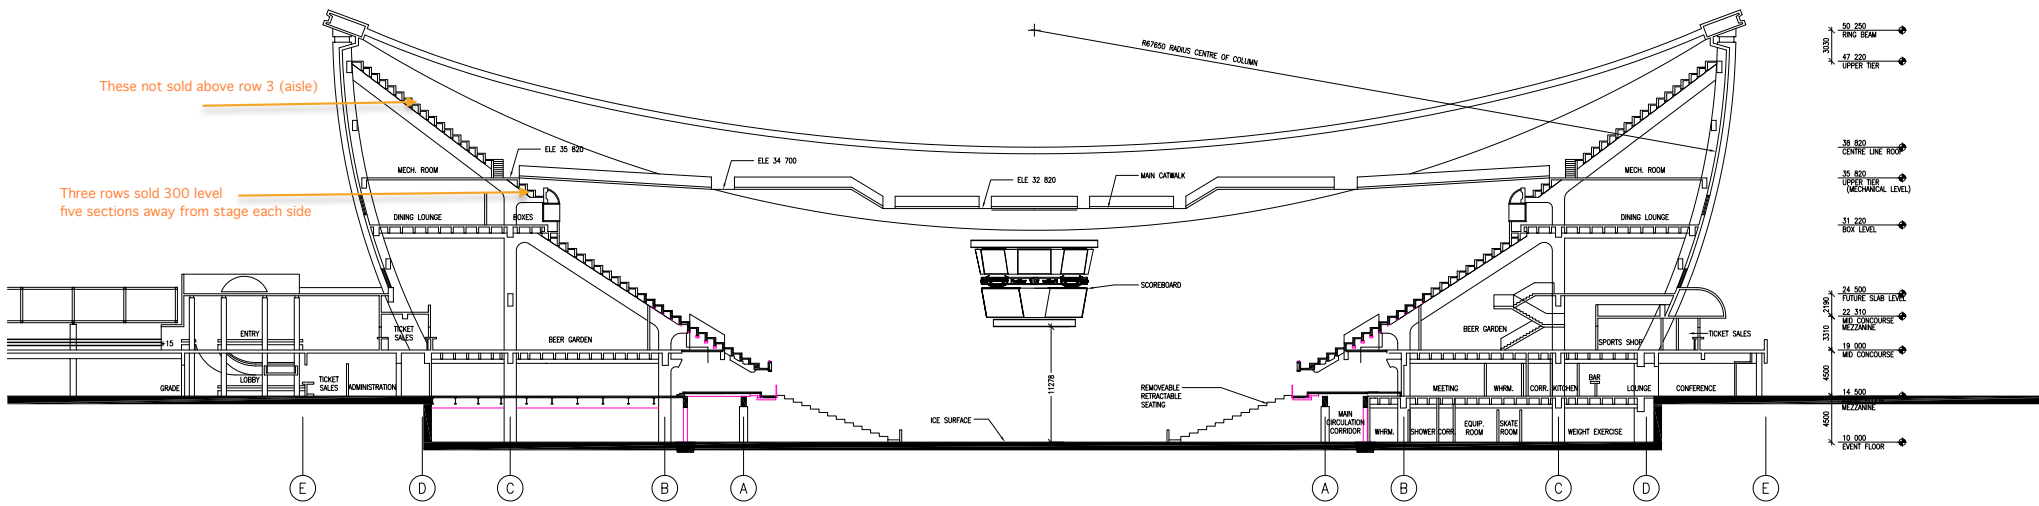 These not sold above row 3 (aisle)
Three rows sold 300 level
five sections away from stage each side
R67650 RADIUS CENTRE OF COLUMN
ELE 35 820
ELE 34 700
ELE 32 820
MAIN CATWALK
MECH. ROOM
DINING LOUNGE
BOXES
MECH. ROOM
DINING LOUNGE
SCOREBOARD
ENTRY
LOBBY
GRADE
+15
TICKET
SALES
TICKET
SALES
ADMINISTRATION
BEER GARDEN
ICE SURFACE
11278
REMOVEABLE
RETRACTABLE
SEATING
MAIN
CIRCULATION
CORRIDOR
BEER GARDEN
SPORTS SHOP
TICKET SALES
MEETING
WHRM.
CORR.
KITCHEN
BAR
LOUNGE
CONFERENCE
WHRM.
SHOWER
CORR.
EQUIP.
ROOM
SKATE
ROOM
WEIGHT EXERCISE
50 250
RING BEAM
3030
47 220
UPPER TIER
38 820
CENTRE LINE ROOF
35 820
UPPER TIER
(MECHANICAL LEVEL)
31 220
BOX LEVEL
24 500
FUTURE SLAB LEVEL
2190
22 310
MID CONCOURSE
MEZZANINE
3310
19 000
MID CONCOURSE
4500
14 500
MEZZANINE
4500
10 000
EVENT FLOOR
E
D
C
B
A
A
B
C
D
E